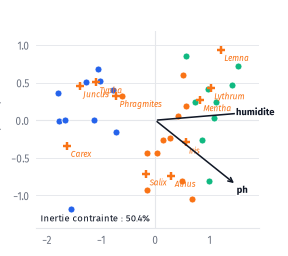 1.0
Lemna
0.5
Juncus
Typha
Phragmites
Lythrum
Mentha
humidite
0.0
Iris
−0.5
Carex
Salix
Alnus
ph
−1.0
Inertie contrainte : 50.4%
−2
−1
0
1